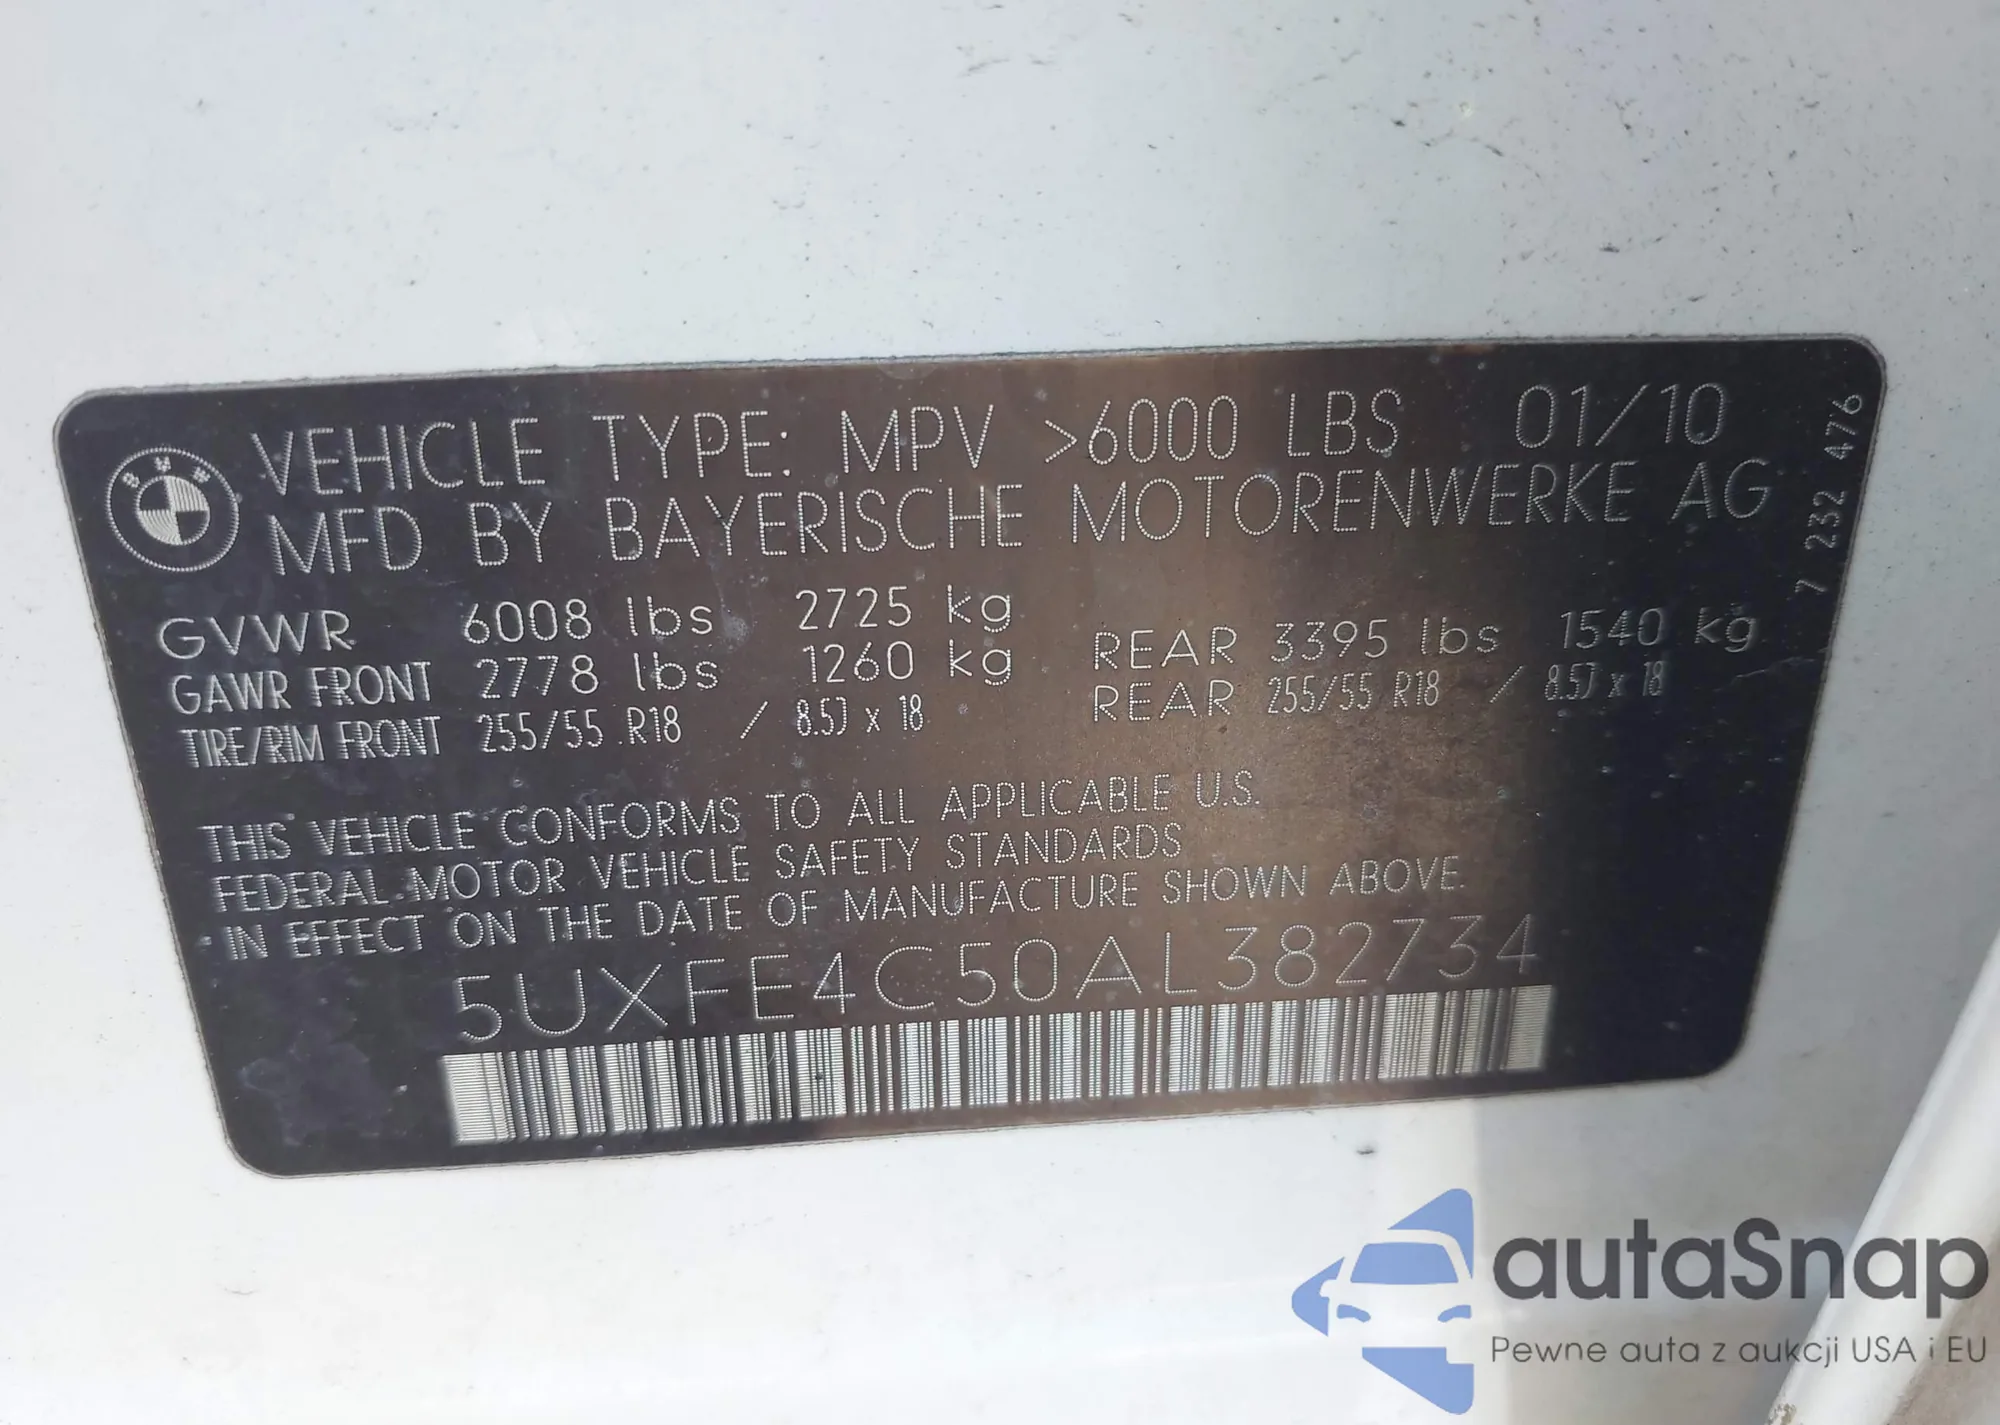 BMW
VEHICLE TYPE: MPV >6000 LBS 01/10
MFD BY BAYERISCHE MOTORENWERKE AG
7 232 476
GVWR 6008 lbs 2725 kg
GAWR FRONT 2778 lbs 1260 kg REAR 3395 lbs 1540 kg
TIRE/RIM FRONT 255/55 R18 / 8.5J x 18 REAR 255/55 R18 / 8.5J x 18
THIS VEHICLE CONFORMS TO ALL APPLICABLE U.S.
FEDERAL MOTOR VEHICLE SAFETY STANDARDS
IN EFFECT ON THE DATE OF MANUFACTURE SHOWN ABOVE.
5UXFE4C50AL382734
autaSnap
Pewne auta z aukcji USA i EU